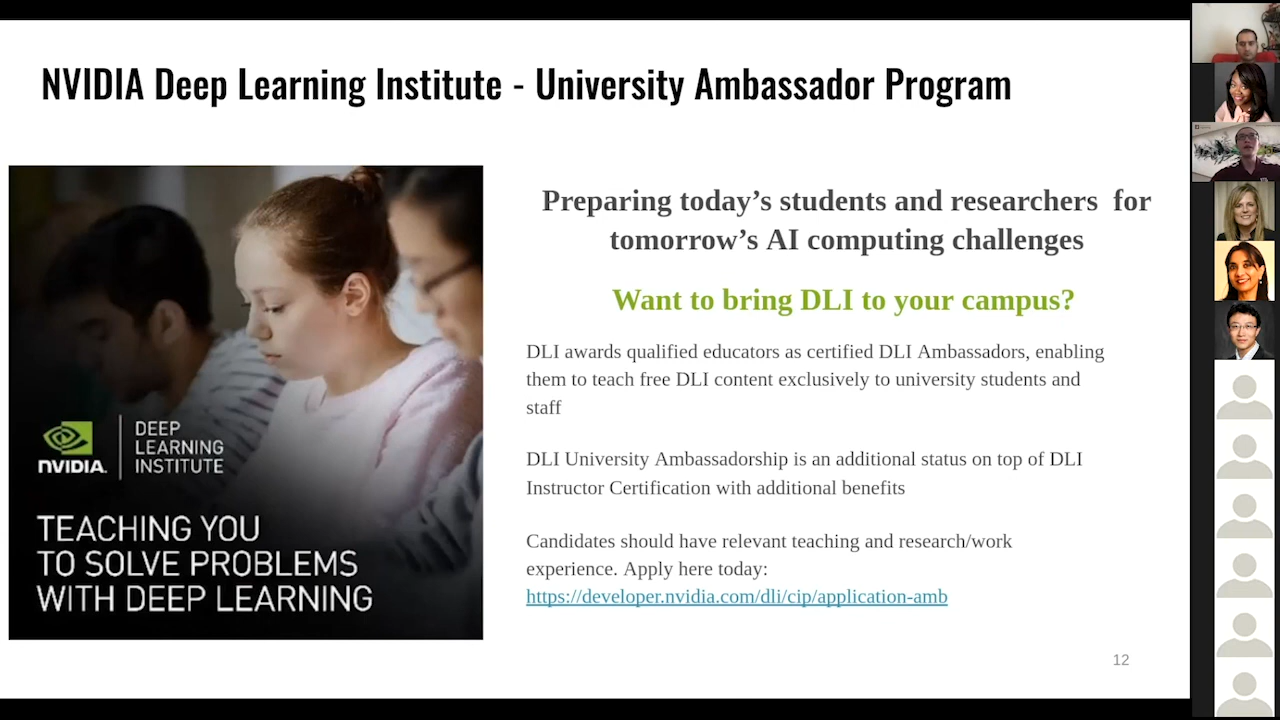 NVIDIA Deep Learning Institute - University Ambassador Program
Preparing today's students and researchers for
tomorrow's AI computing challenges
Want to bring DLI to your campus?
DLI awards qualified educators as certified DLI Ambassadors, enabling
them to teach free DLI content exclusively to university students and
staff
DLI University Ambassadorship is an additional status on top of DLI
Instructor Certification with additional benefits
Candidates should have relevant teaching and research/work
experience. Apply here today:
https://developer.nvidia.com/dli/cip/application-amb
NVIDIA.
DEEP
LEARNING
INSTITUTE
TEACHING YOU
TO SOLVE PROBLEMS
WITH DEEP LEARNING
12